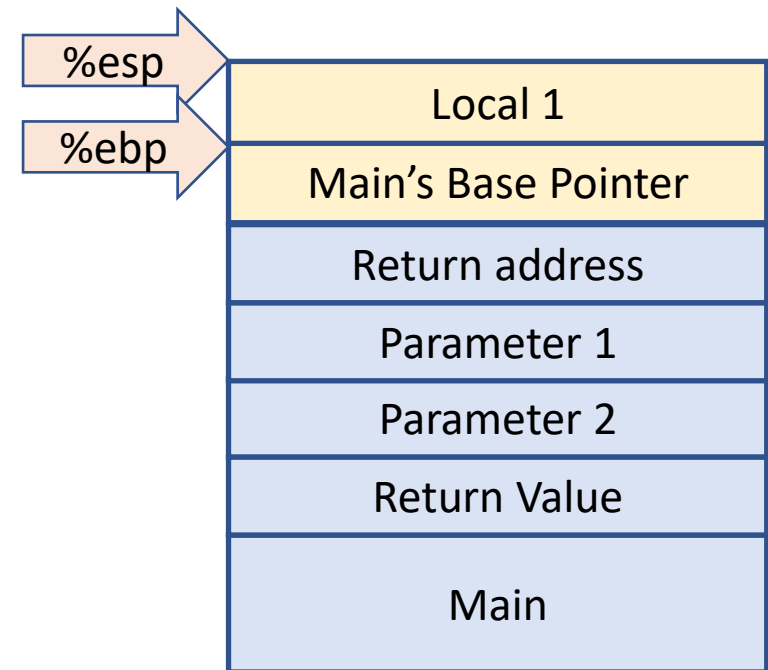 %esp
Local 1
%ebp
Main’s Base Pointer
Return address
Parameter 1
Parameter 2
Return Value
Main